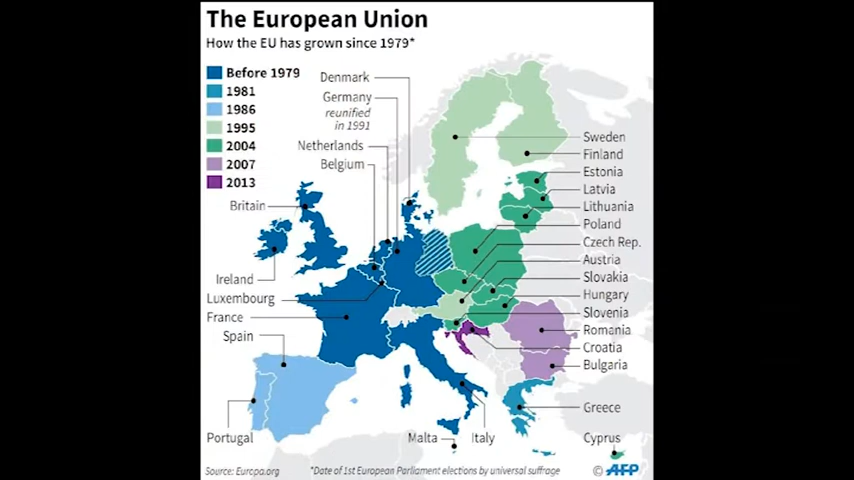 The European Union
How the EU has grown since 1979*
Before 1979
1981
1986
1995
2004
2007
2013
Denmark
Germany
reunified
in 1991
Netherlands
Belgium
Britain
Ireland
Luxembourg
France
Spain
Portugal
Malta
Italy
Sweden
Finland
Estonia
Latvia
Lithuania
Poland
Czech Rep.
Austria
Slovakia
Hungary
Slovenia
Romania
Croatia
Bulgaria
Greece
Cyprus
Source: Europa.org
*Date of 1st European Parliament elections by universal suffrage
© AFP